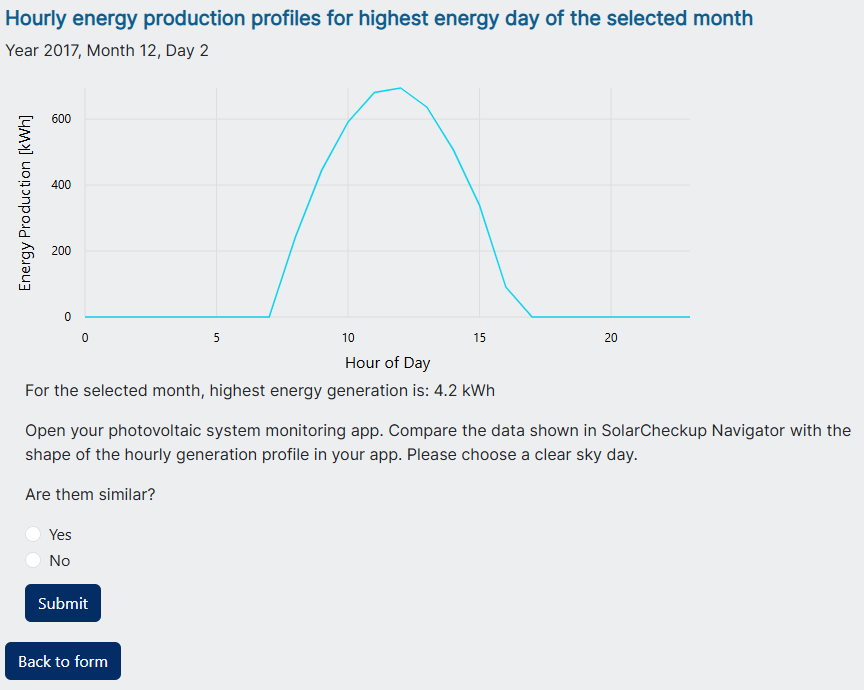 Hourly energy production profiles for highest energy day of the selected month
Year 2017, Month 12, Day 2
Energy Production [kWh]
600
400
200
0
0 5 10 15 20
Hour of Day
For the selected month, highest energy generation is: 4.2 kWh
Open your photovoltaic system monitoring app. Compare the data shown in SolarCheckup Navigator with the
shape of the hourly generation profile in your app. Please choose a clear sky day.
Are them similar?
Yes
No
Submit
Back to form